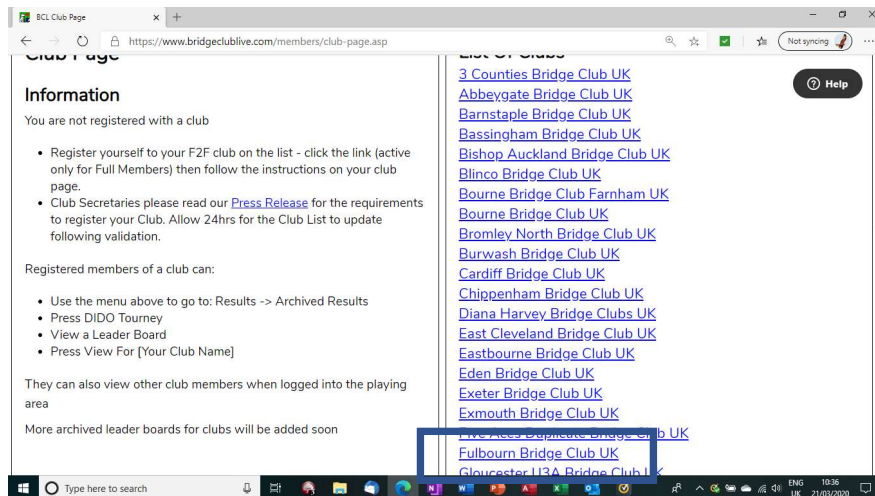 BCL Club Page
https://www.bridgeclublive.com/members/club-page.asp
Not syncing
Club Page
Information
You are not registered with a club
• Register yourself to your F2F club on the list - click the link (active
only for Full Members) then follow the instructions on your club
page.
• Club Secretaries please read our Press Release for the requirements
to register your Club. Allow 24hrs for the Club List to update
following validation.
Registered members of a club can:
• Use the menu above to go to: Results -> Archived Results
• Press DIDO Tourney
• View a Leader Board
• Press View For [Your Club Name]
They can also view other club members when logged into the playing
area
More archived leader boards for clubs will be added soon
List Of Clubs
3 Counties Bridge Club UK
Abbeygate Bridge Club UK
Barnstaple Bridge Club UK
Bassingham Bridge Club UK
Bishop Auckland Bridge Club UK
Blinco Bridge Club UK
Bourne Bridge Club Farnham UK
Bourne Bridge Club UK
Bromley North Bridge Club UK
Burwash Bridge Club UK
Cardiff Bridge Club UK
Chippenham Bridge Club UK
Diana Harvey Bridge Clubs UK
East Cleveland Bridge Club UK
Eastbourne Bridge Club UK
Eden Bridge Club UK
Exeter Bridge Club UK
Exmouth Bridge Club UK
Five Aces Duplicate Bridge Club UK
Fulbourn Bridge Club UK
Gloucester U3A Bridge Club UK
Help
Type here to search
ENG
UK
10:36
21/03/2020